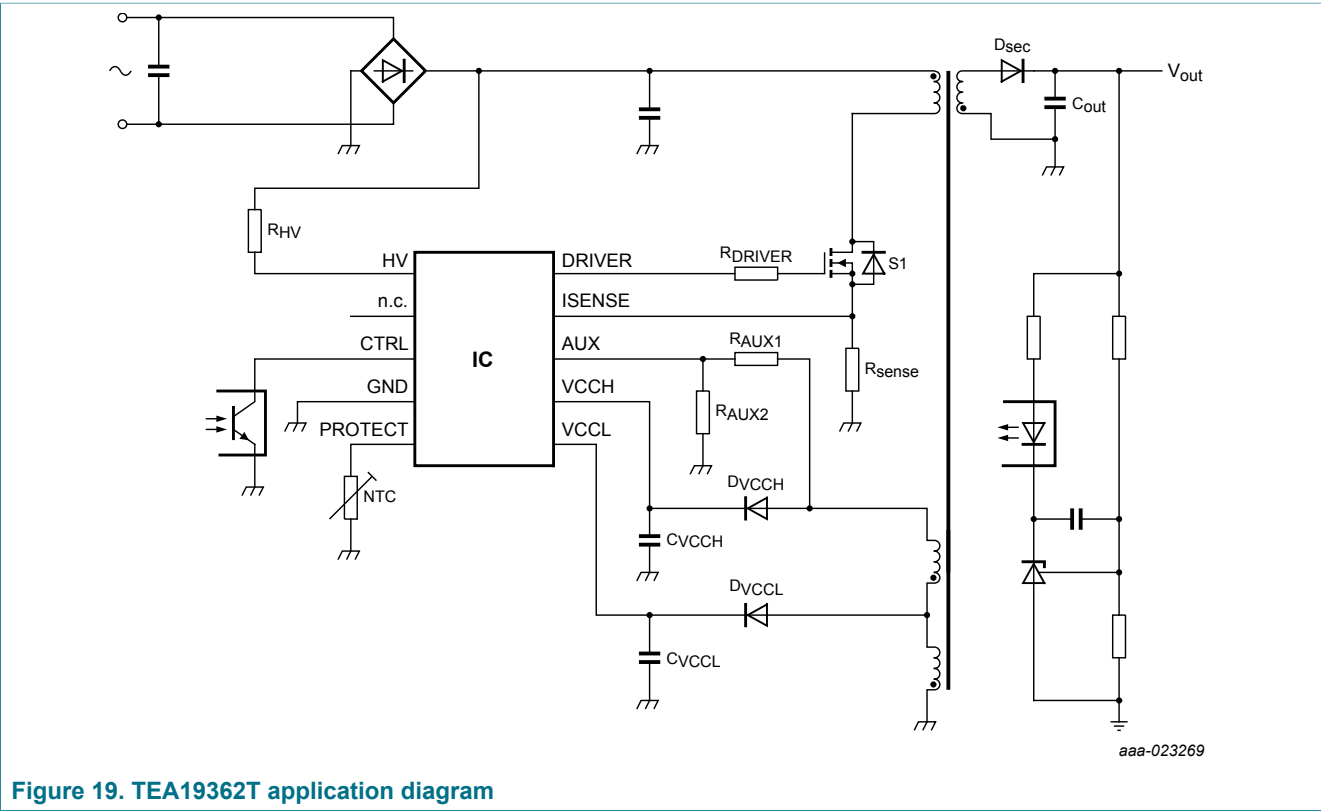 Dsec
Vout
Cout
RHV
HV
DRIVER
RDRIVER
S1
n.c.
ISENSE
CTRL
IC
AUX
RAUX1
Rsense
GND
VCCH
RAUX2
PROTECT
VCCL
NTC
DVCCH
CVCCH
DVCCL
CVCCL
aaa-023269
Figure 19. TEA19362T application diagram